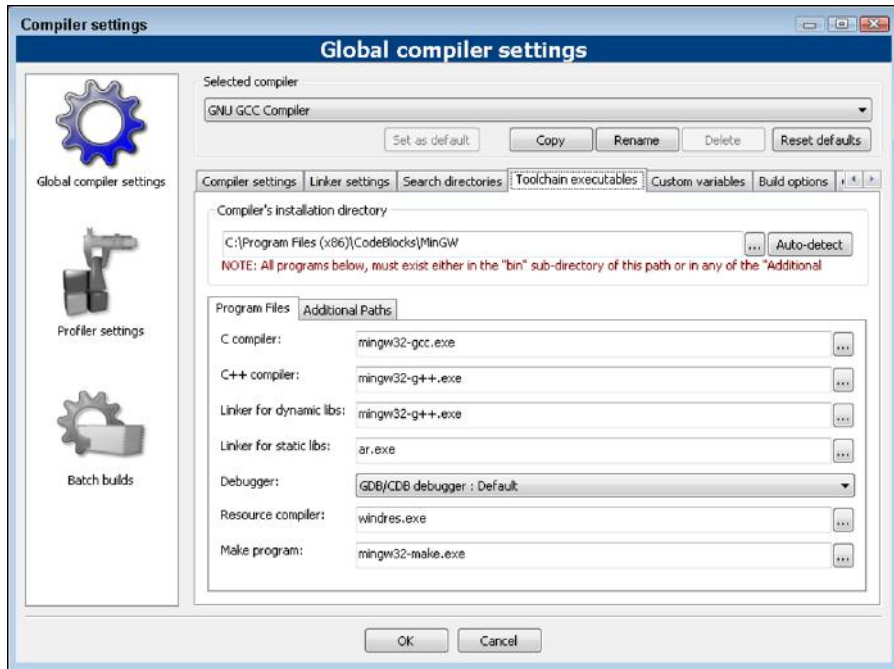 Compiler settings
Global compiler settings
Global compiler settings
Profiler settings
Batch builds
Selected compiler
GNU GCC Compiler
Set as default Copy Rename Delete Reset defaults
Compiler settings Linker settings Search directories Toolchain executables Custom variables Build options
Compiler's installation directory
C:\Program Files (x86)\CodeBlocks\MinGW ... Auto-detect
NOTE: All programs below, must exist either in the "bin" sub-directory of this path or in any of the "Additional
Program Files Additional Paths
C compiler: mingw32-gcc.exe ...
C++ compiler: mingw32-g++.exe ...
Linker for dynamic libs: mingw32-g++.exe ...
Linker for static libs: ar.exe ...
Debugger: GDB/CDB debugger : Default
Resource compiler: windres.exe ...
Make program: mingw32-make.exe ...
OK Cancel